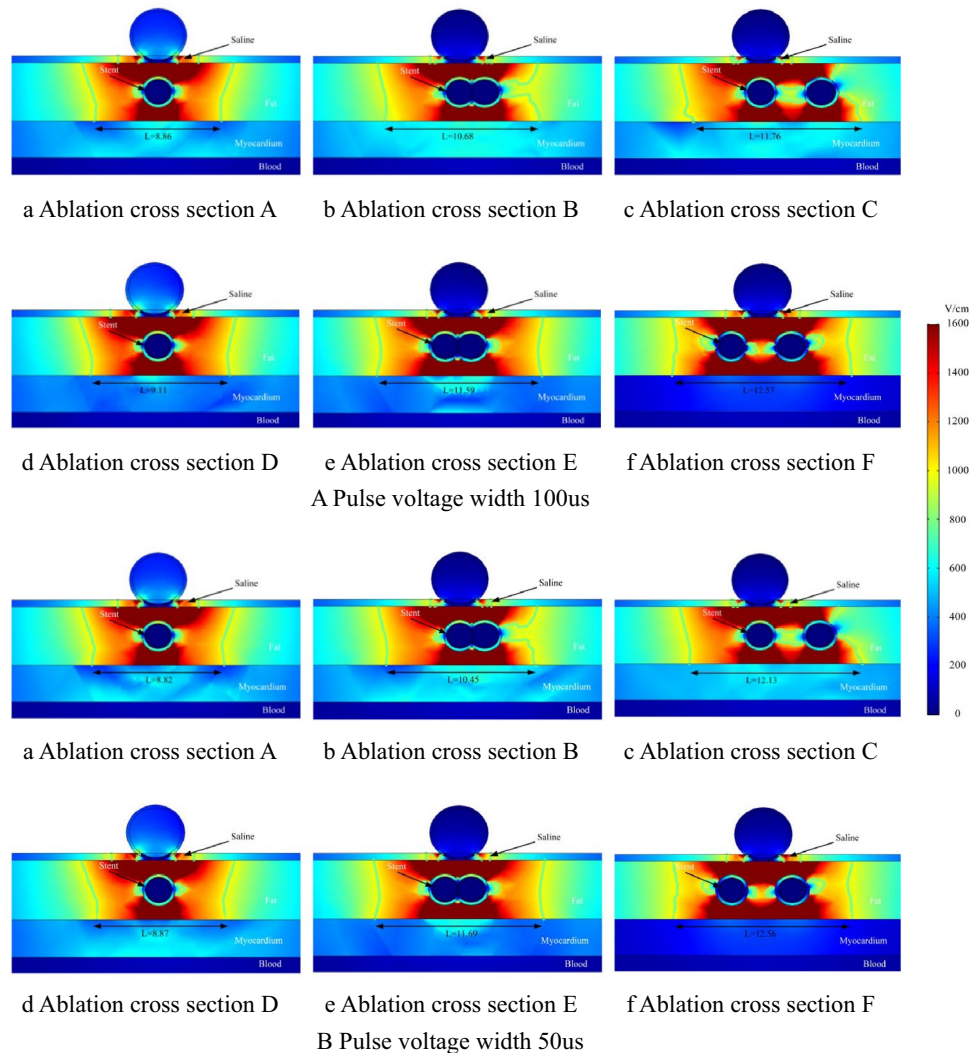 Saline
Stent
Fat
L=8.86
Myocardium
Blood
a Ablation cross section A
Saline
Stent
Fat
L=10.68
Myocardium
Blood
b Ablation cross section B
Saline
Stent
Fat
L=11.76
Myocardium
Blood
c Ablation cross section C
Saline
Stent
Fat
L=9.11
Myocardium
Blood
d Ablation cross section D
Saline
Stent
Fat
L=11.59
Myocardium
Blood
e Ablation cross section E
Saline
Stent
Fat
L=12.57
Myocardium
Blood
f Ablation cross section F
A Pulse voltage width 100us
V/cm
1600
1400
1200
1000
800
600
400
200
0
Saline
Stent
Fat
L=8.82
Myocardium
Blood
a Ablation cross section A
Saline
Stent
Fat
L=10.45
Myocardium
Blood
b Ablation cross section B
Saline
Stent
Fat
L=12.13
Myocardium
Blood
c Ablation cross section C
Saline
Stent
Fat
L=8.87
Myocardium
Blood
d Ablation cross section D
Saline
Stent
Fat
L=11.69
Myocardium
Blood
e Ablation cross section E
Saline
Stent
Fat
L=12.56
Myocardium
Blood
f Ablation cross section F
B Pulse voltage width 50us